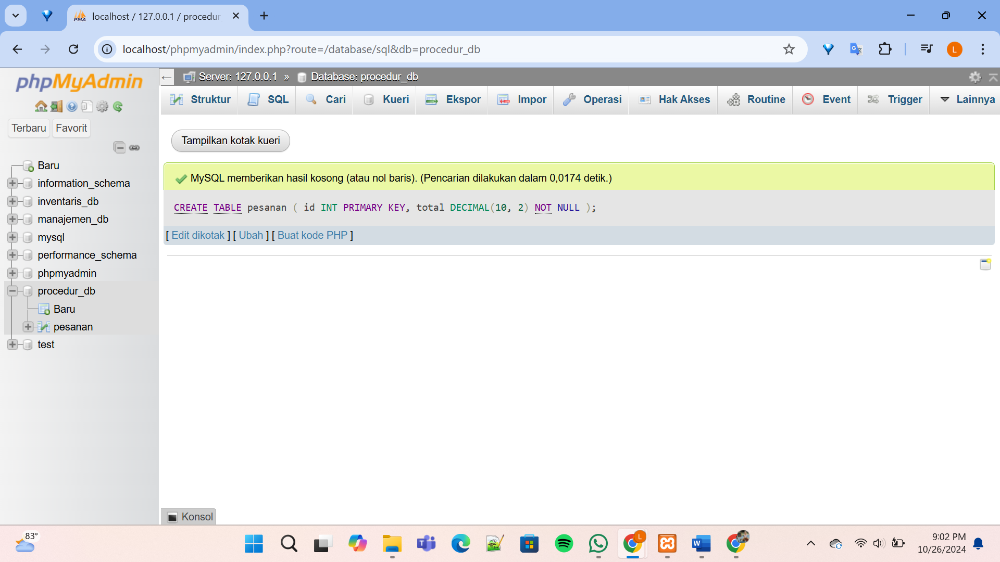 localhost / 127.0.0.1 / procedur
localhost/phpmyadmin/index.php?route=/database/sql&db=procedur_db
L
phpMyAdmin
Terbaru Favorit
Baru
information_schema
inventaris_db
manajemen_db
mysql
performance_schema
phpmyadmin
procedur_db
Baru
pesanan
test
Server: 127.0.0.1 » Database: procedur_db
Struktur SQL Cari Kueri Ekspor Impor Operasi Hak Akses Routine Event Trigger Lainnya
Tampilkan kotak kueri
MySQL memberikan hasil kosong (atau nol baris). (Pencarian dilakukan dalam 0,0174 detik.)
CREATE TABLE pesanan ( id INT PRIMARY KEY, total DECIMAL(10, 2) NOT NULL );
[ Edit dikotak ] [ Ubah ] [ Buat kode PHP ]
Konsol
83°
9:02 PM
10/26/2024